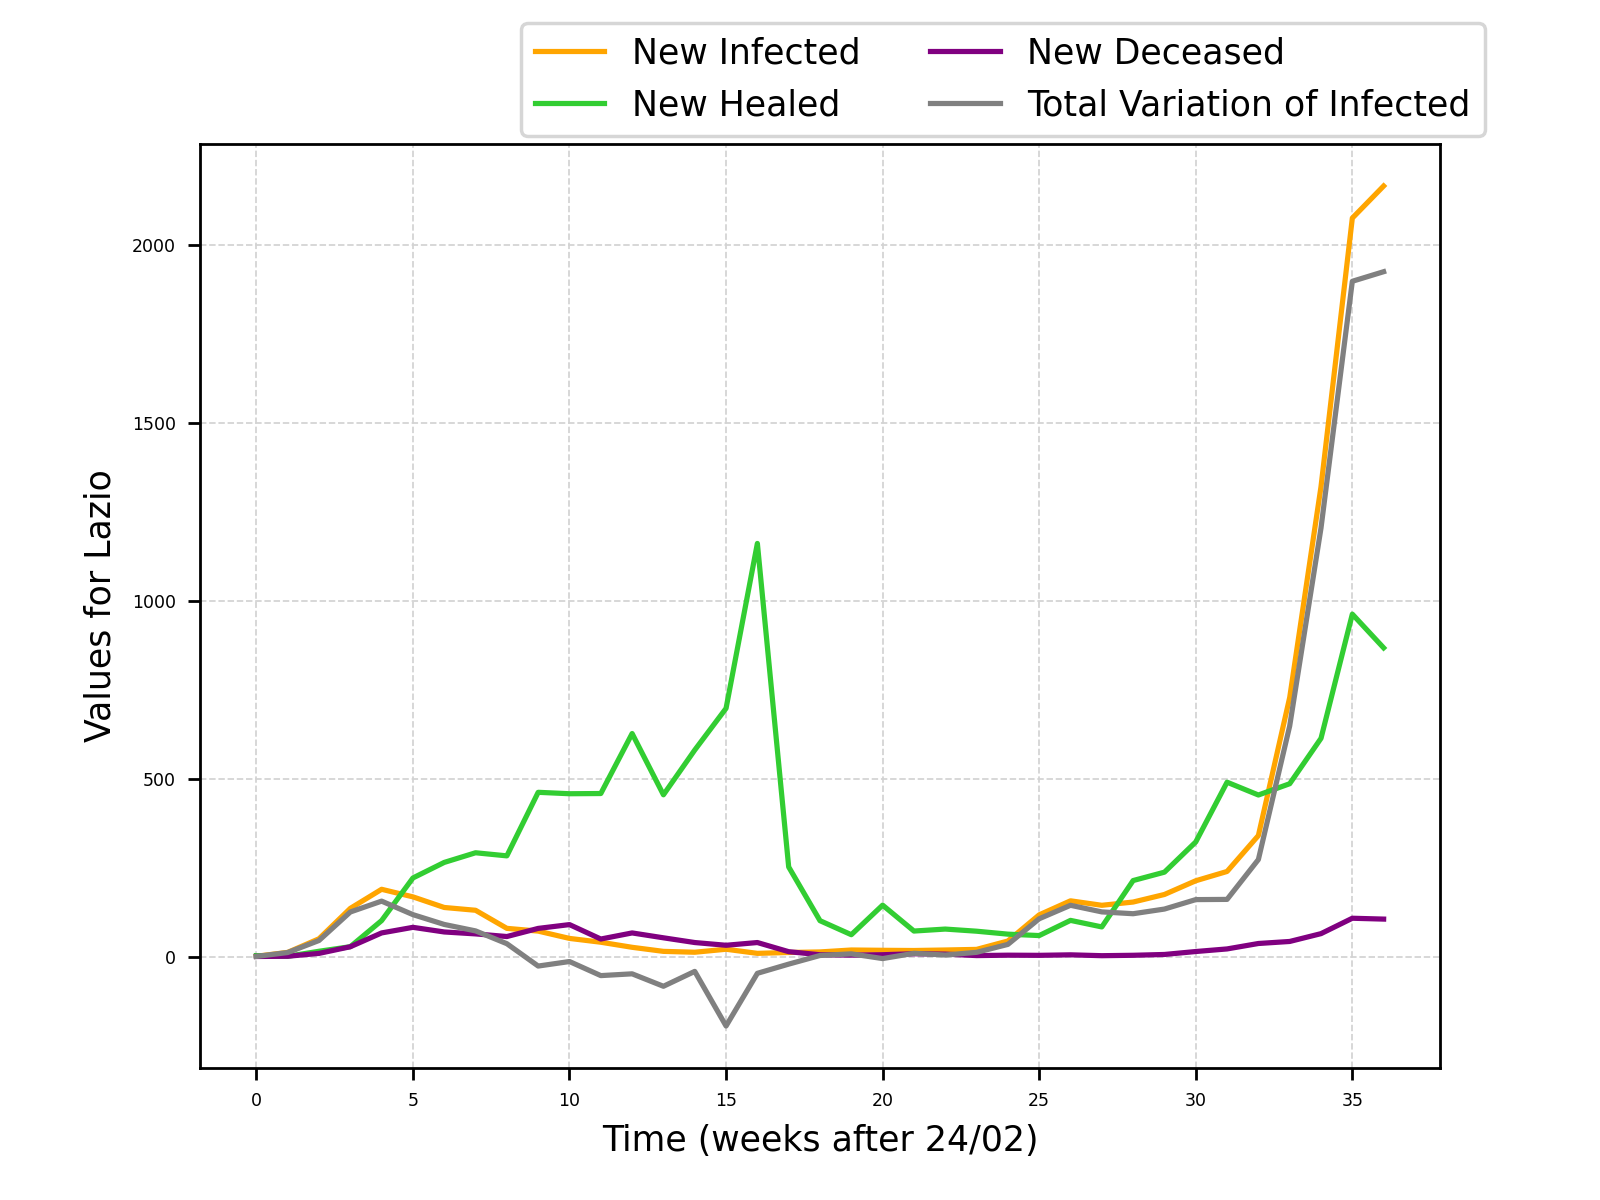 New Infected
New Healed
New Deceased
Total Variation of Infected
2000
1500
1000
500
0
Values for Lazio
0 5 10 15 20 25 30 35
Time (weeks after 24/02)